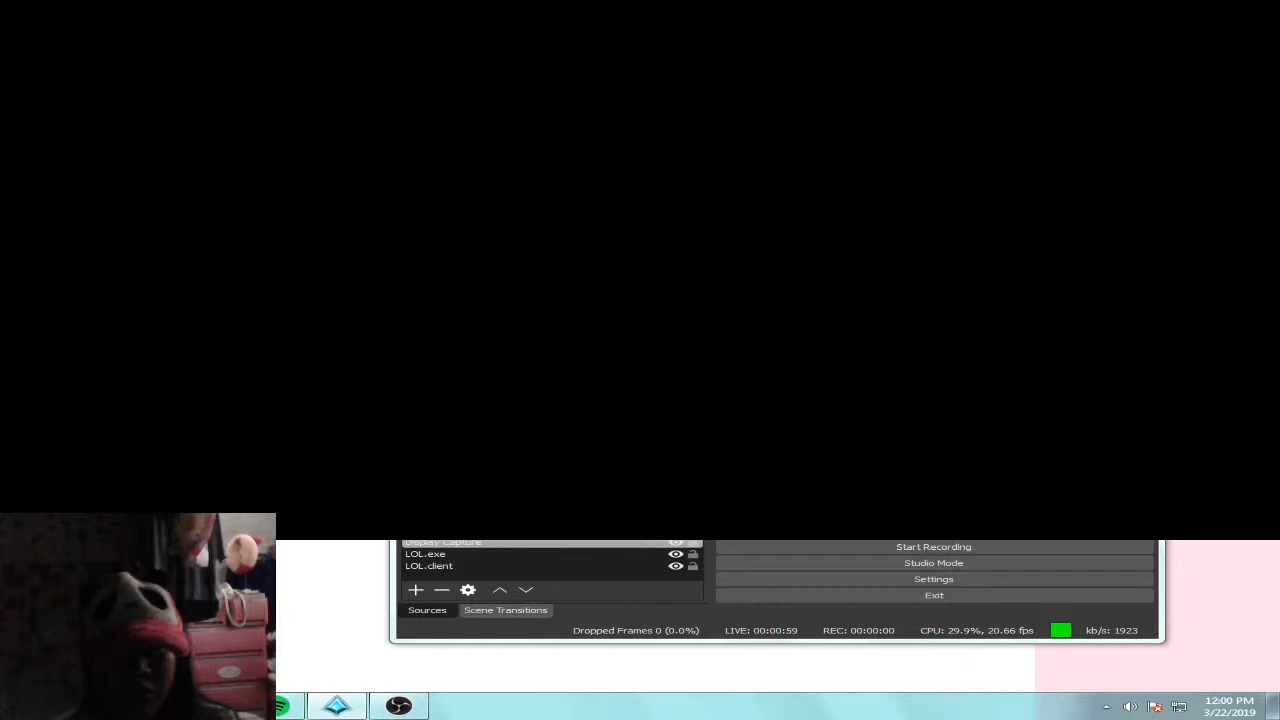 Display Capture
LOL.exe
LOL.client
Start Recording
Studio Mode
Settings
Exit
Sources
Scene Transitions
Dropped Frames 0 (0.0%)
LIVE: 00:00:59
REC: 00:00:00
CPU: 29.9%, 20.66 fps
kb/s: 1923
12:00 PM
3/22/2019